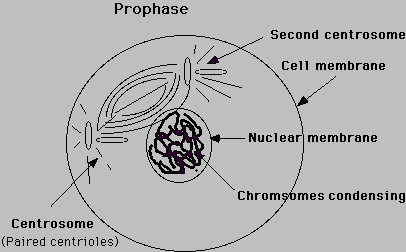 Prophase
Second centrosome
Cell membrane
Nuclear membrane
Chromsomes condensing
Centrosome
(Paired centrioles)